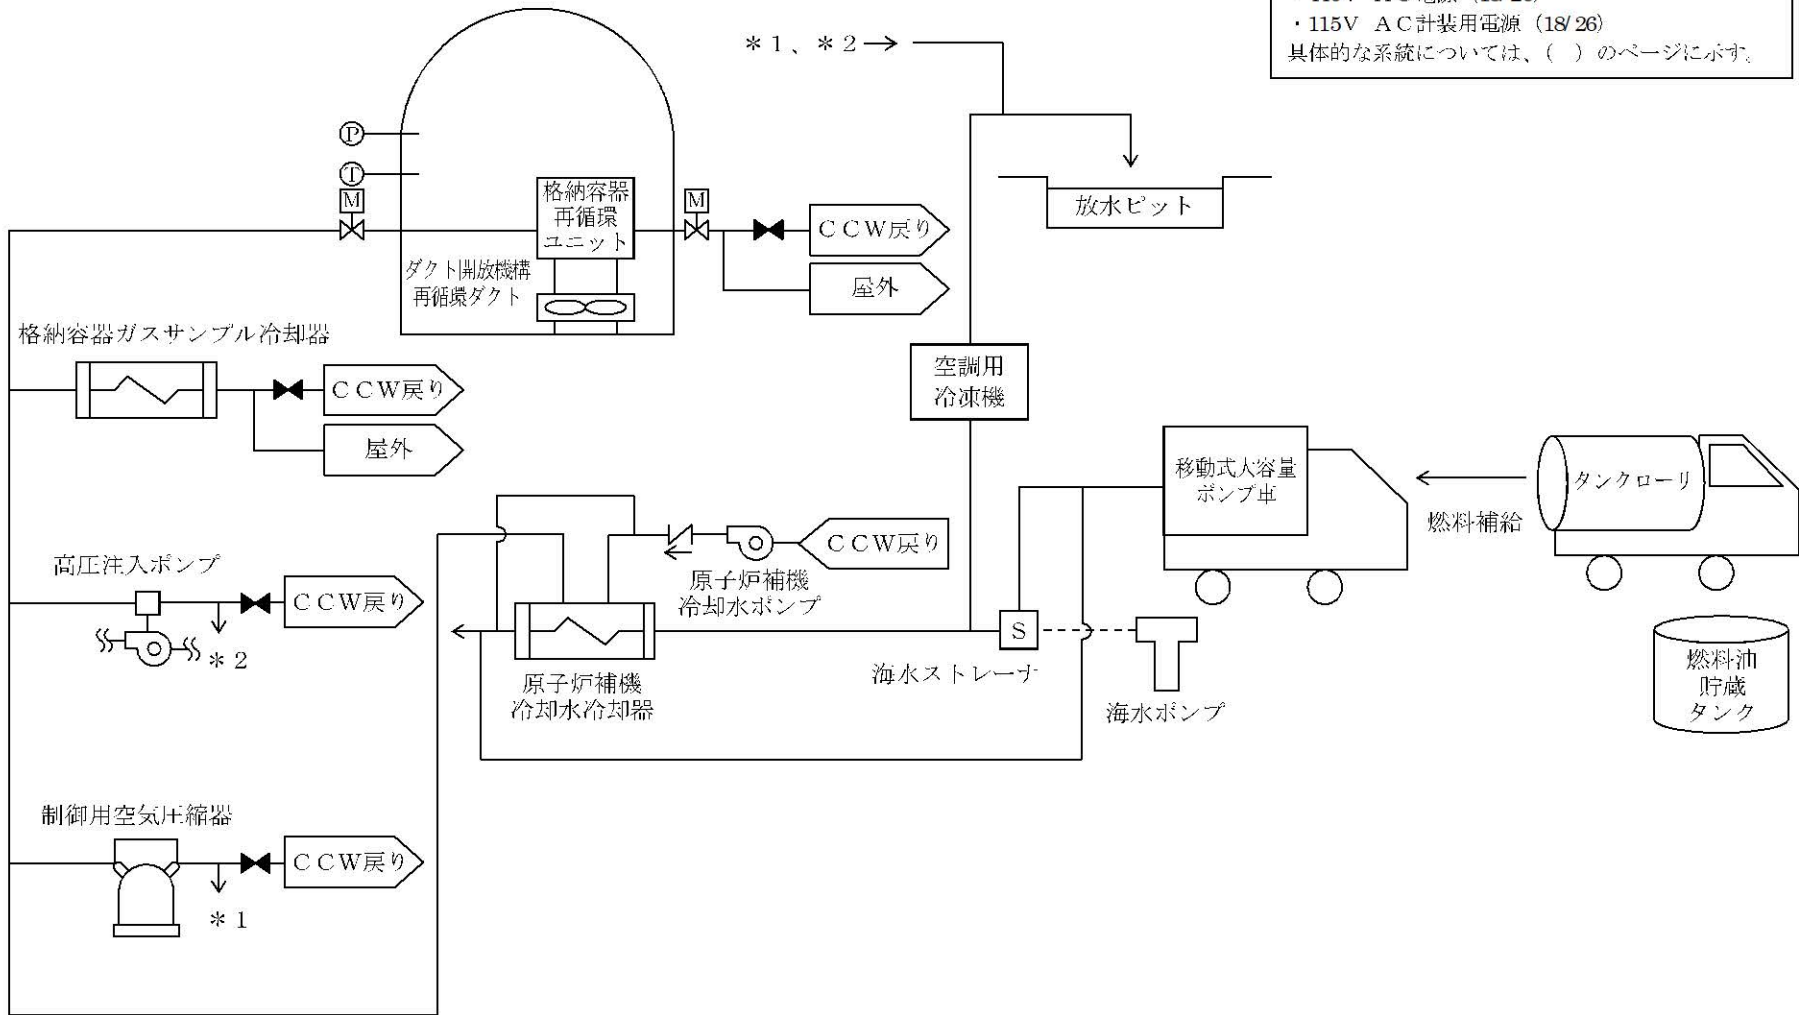 ・115V ＡＣ計装用電源（18/26）
具体的な系統については、（　）のページに示す。
＊１、＊２→
P
T
M
格納容器
再循環
ユニット
M
ＣＣＷ戻り
屋外
ダクト開放機構
再循環ダクト
放水ピット
格納容器ガスサンプル冷却器
ＣＣＷ戻り
屋外
空調用
冷凍機
移動式大容量
ポンプ車
燃料補給
タンクローリ
高圧注入ポンプ
ＣＣＷ戻り
＊２
ＣＣＷ戻り
原子炉補機
冷却水ポンプ
原子炉補機
冷却水冷却器
S
海水ストレーナ
海水ポンプ
燃料油
貯蔵
タンク
制御用空気圧縮器
ＣＣＷ戻り
＊１